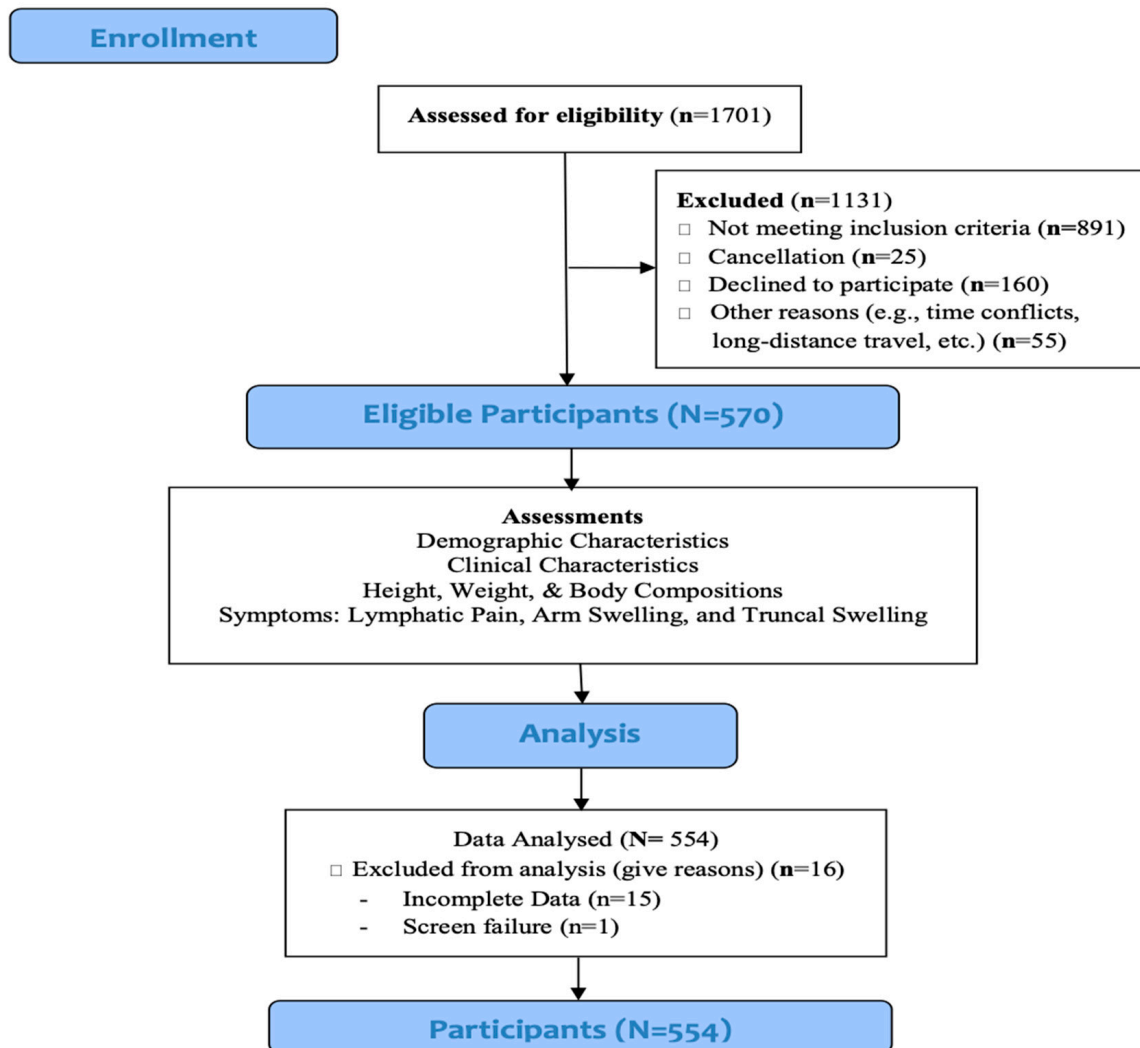 Enrollment
Assessed for eligibility (n=1701)
Excluded (n=1131)
□ Not meeting inclusion criteria (n=891)
□ Cancellation (n=25)
□ Declined to participate (n=160)
□ Other reasons (e.g., time conflicts,
long-distance travel, etc.) (n=55)
Eligible Participants (N=570)
Assessments
Demographic Characteristics
Clinical Characteristics
Height, Weight, & Body Compositions
Symptoms: Lymphatic Pain, Arm Swelling, and Truncal Swelling
Analysis
Data Analysed (N= 554)
□ Excluded from analysis (give reasons) (n=16)
- Incomplete Data (n=15)
- Screen failure (n=1)
Participants (N=554)